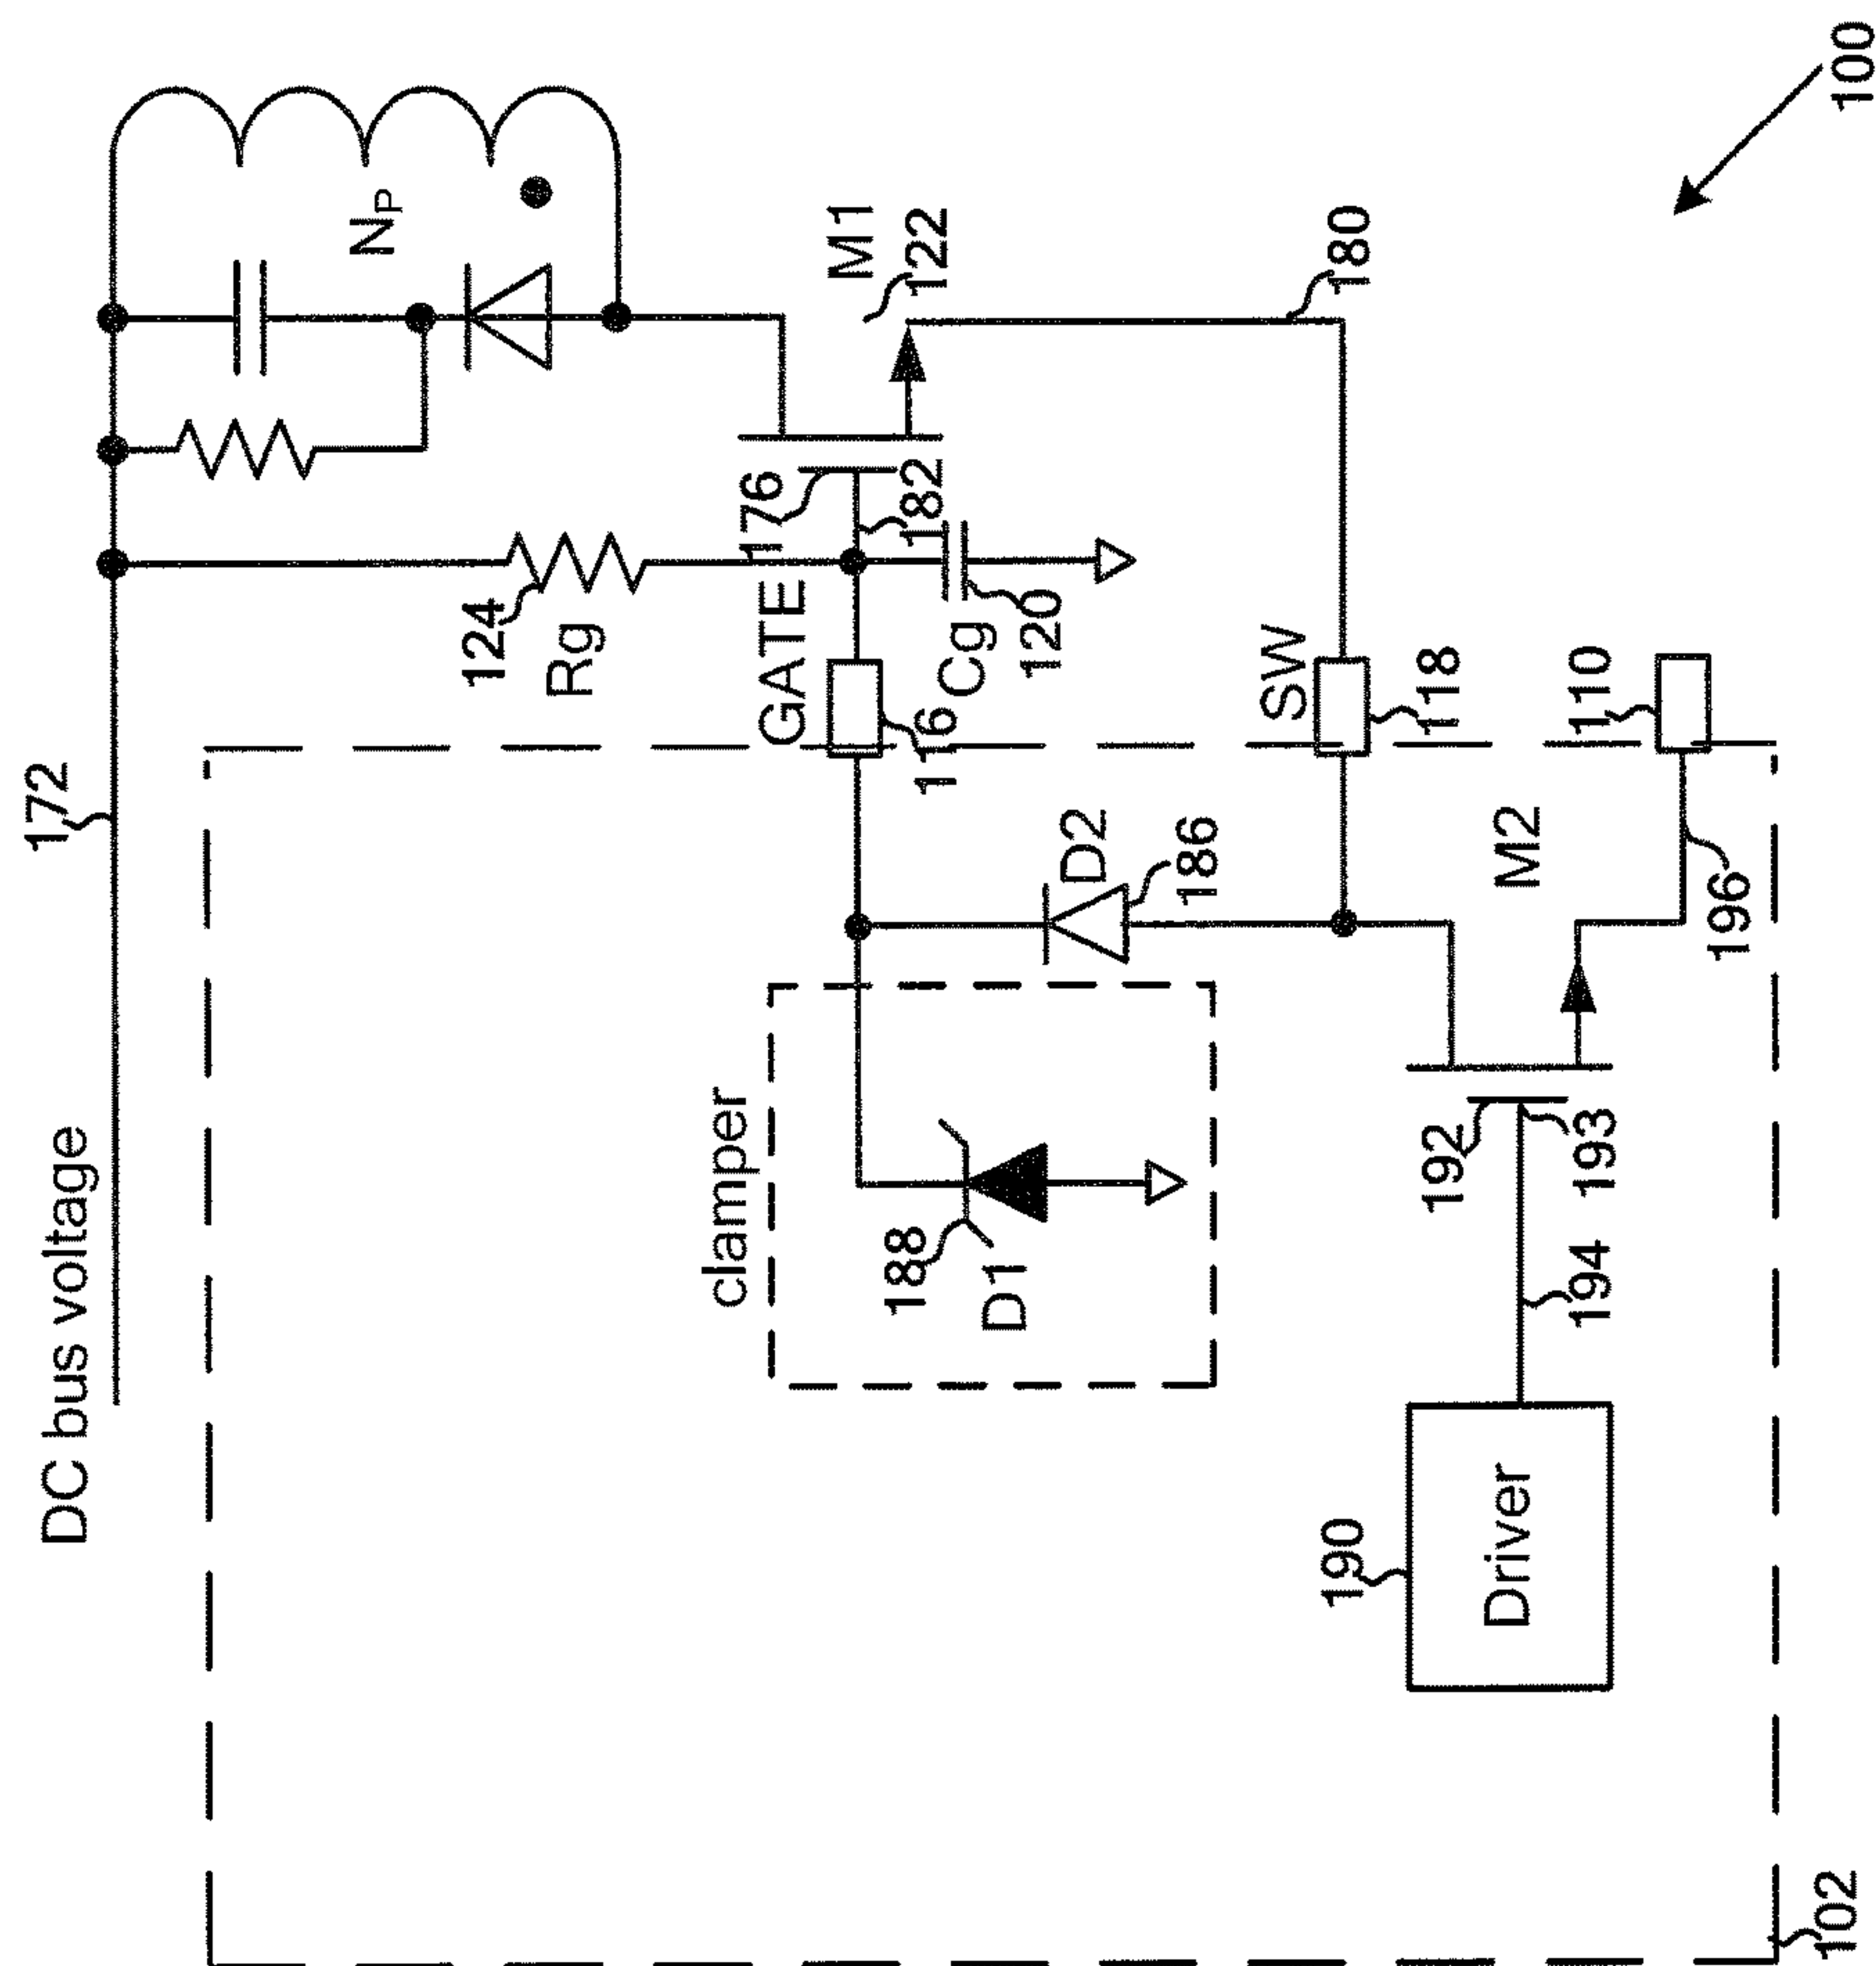 DC bus voltage
172
N_P
124
Rg
176
M1
122
182
GATE
116
Cg
120
180
SW
118
110
D2
186
M2
196
clamper
188
D1
192
193
194
190
Driver
102
100